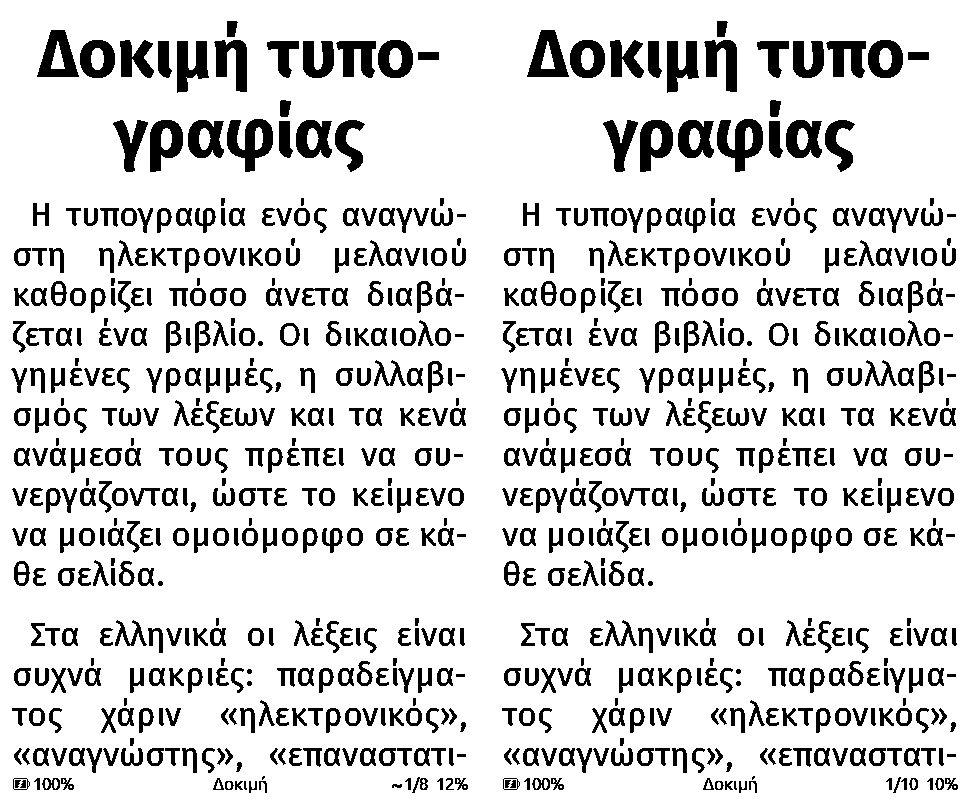 Δοκιμή τυπο-
γραφίας
Η τυπογραφία ενός αναγνώ-
στη ηλεκτρονικού μελανιού
καθορίζει πόσο άνετα διαβά-
ζεται ένα βιβλίο. Οι δικαιολο-
γημένες γραμμές, η συλλαβι-
σμός των λέξεων και τα κενά
ανάμεσά τους πρέπει να συ-
νεργάζονται, ώστε το κείμενο
να μοιάζει ομοιόμορφο σε κά-
θε σελίδα.
Στα ελληνικά οι λέξεις είναι
συχνά μακριές: παραδείγμα-
τος χάριν «ηλεκτρονικός»,
«αναγνώστης», «επαναστατι-
100% Δοκιμή ~1/8 12%
Δοκιμή τυπο-
γραφίας
Η τυπογραφία ενός αναγνώ-
στη ηλεκτρονικού μελανιού
καθορίζει πόσο άνετα διαβά-
ζεται ένα βιβλίο. Οι δικαιολο-
γημένες γραμμές, η συλλαβι-
σμός των λέξεων και τα κενά
ανάμεσά τους πρέπει να συ-
νεργάζονται, ώστε το κείμενο
να μοιάζει ομοιόμορφο σε κά-
θε σελίδα.
Στα ελληνικά οι λέξεις είναι
συχνά μακριές: παραδείγμα-
τος χάριν «ηλεκτρονικός»,
«αναγνώστης», «επαναστατι-
100% Δοκιμή 1/10 10%